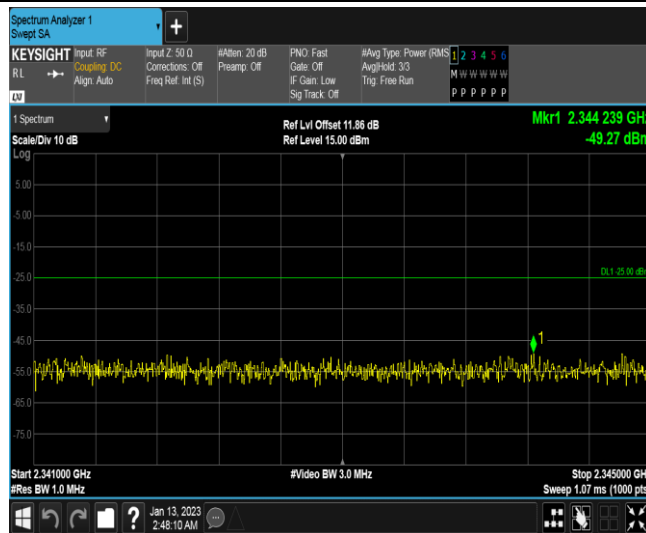 Spectrum Analyzer 1
Swept SA
+
KEYSIGHT
RL
Input: RF
Coupling: DC
Align: Auto
Input Z: 50 Ω
Corrections: Off
Freq Ref: Int (S)
#Atten: 20 dB
Preamp: Off
PNO: Fast
Gate: Off
IF Gain: Low
Sig Track: Off
#Avg Type: Power (RMS
Avg|Hold: 3/3
Trig: Free Run
1 2 3 4 5 6
M W W W W W
P P P P P P
LXI
1 Spectrum
Scale/Div 10 dB
Log
Ref Lvl Offset 11.86 dB
Ref Level 15.00 dBm
Mkr1 2.344 239 GHz
-49.27 dBm
5.00
-5.00
-15.0
-25.0
DL1 -25.00 dBm
-35.0
-45.0
1
-55.0
-65.0
-75.0
Start 2.341000 GHz
#Res BW 1.0 MHz
#Video BW 3.0 MHz
Stop 2.345000 GHz
Sweep 1.07 ms (1000 pts)
?
Jan 13, 2023
2:48:10 AM